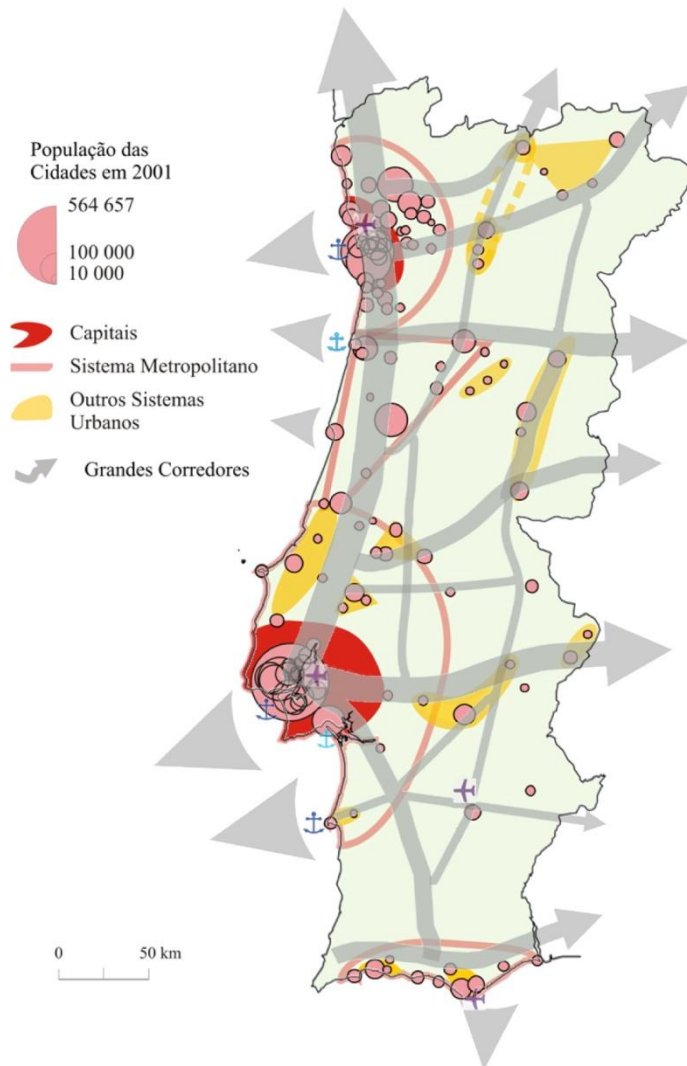 População das
Cidades em 2001
564 657
100 000
10 000
Capitais
Sistema Metropolitano
Outros Sistemas
Urbanos
Grandes Corredores
0 50 km